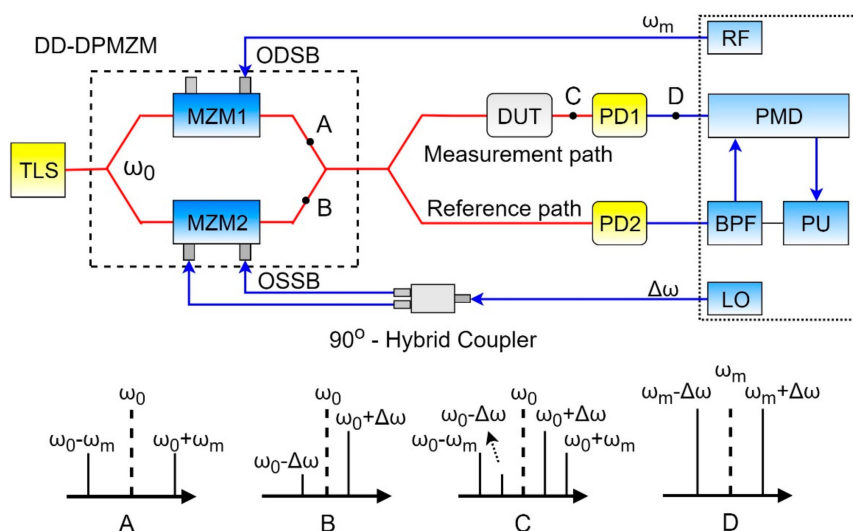 DD-DPMZM
ODSB
ωm
RF
MZM1
A
DUT
C
PD1
D
PMD
Measurement path
TLS
ω0
B
Reference path
MZM2
PD2
BPF
PU
OSSB
Δω
LO
90o - Hybrid Coupler
ω0
ω0-ωm
ω0+ωm
A
ω0
ω0+Δω
ω0-Δω
B
ω0
ω0-Δω
ω0+Δω
ω0-ωm
ω0+ωm
C
ωm
ωm-Δω
ωm+Δω
D